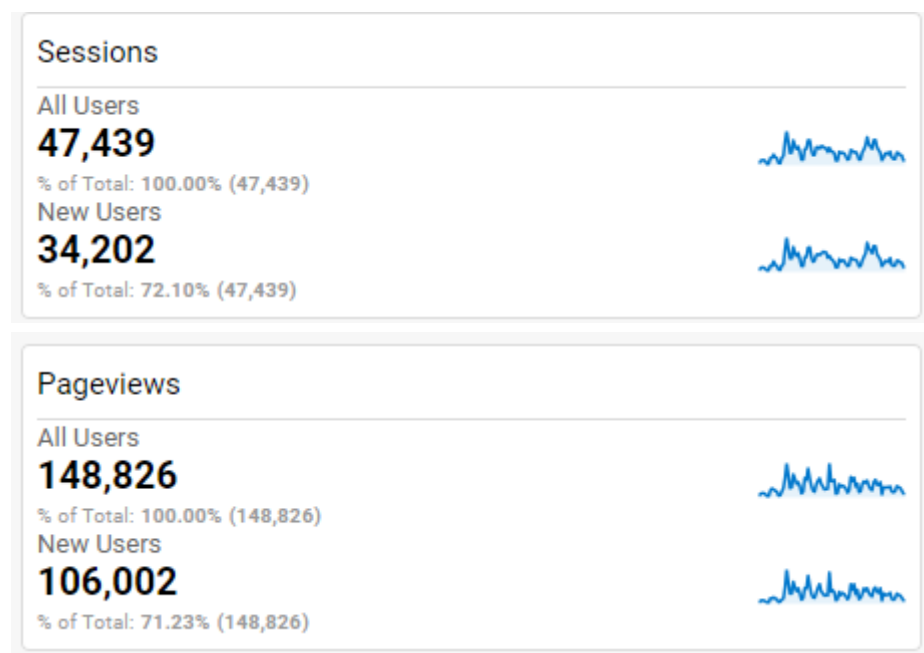 Sessions
All Users
47,439
% of Total: 100.00% (47,439)
New Users
34,202
% of Total: 72.10% (47,439)
Pageviews
All Users
148,826
% of Total: 100.00% (148,826)
New Users
106,002
% of Total: 71.23% (148,826)